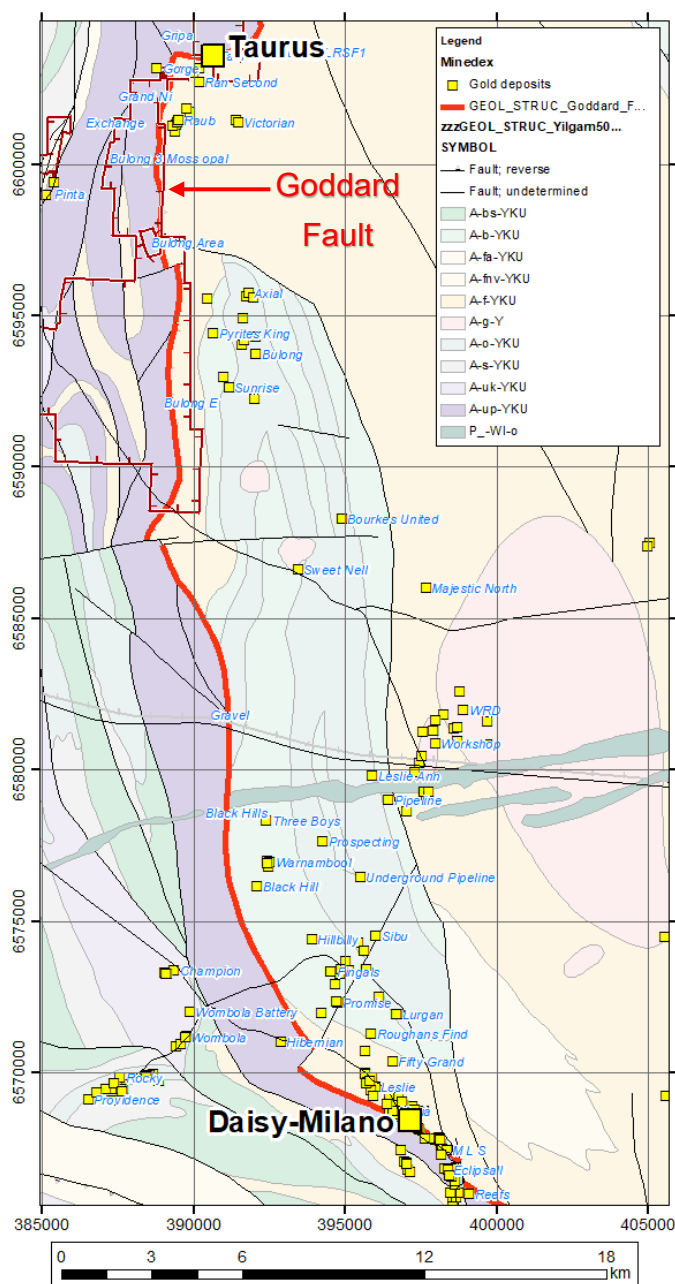 Gripa
Taurus
LRSF1
Gorge
Ran Second
Grand Ni
Exchange
Raub
Victorian
Bulong 3 Moss opal
Pinta
Goddard
Fault
Bulong Area
Axial
Pyrites King
Bulong
Sunrise
Bulong E
Bourkes United
Sweet Nell
Majestic North
Gravel
WRD
Workshop
Leslie Ann
Pipeline
Black Hills
Three Boys
Prospecting
Warnambool
Underground Pipeline
Black Hill
Hillbilly
Sibu
Champion
Fingals
Promise
Wombola Battery
Lurgan
Roughans Find
Wombola
Hibernian
Fifty Grand
Rocky
Leslie
Providence
Daisy-Milano
M L S
Eclipsall
Reefs
Legend
Minedex
Gold deposits
GEOL_STRUC_Goddard_F...
zzzGEOL_STRUC_Yilgarn50...
SYMBOL
Fault; reverse
Fault; undetermined
A-bs-YKU
A-b-YKU
A-fa-YKU
A-fnv-YKU
A-f-YKU
A-g-Y
A-o-YKU
A-s-YKU
A-uk-YKU
A-up-YKU
P_-WI-o
6600000
6595000
6590000
6585000
6580000
6575000
6570000
385000
390000
395000
400000
405000
0
3
6
12
18
km